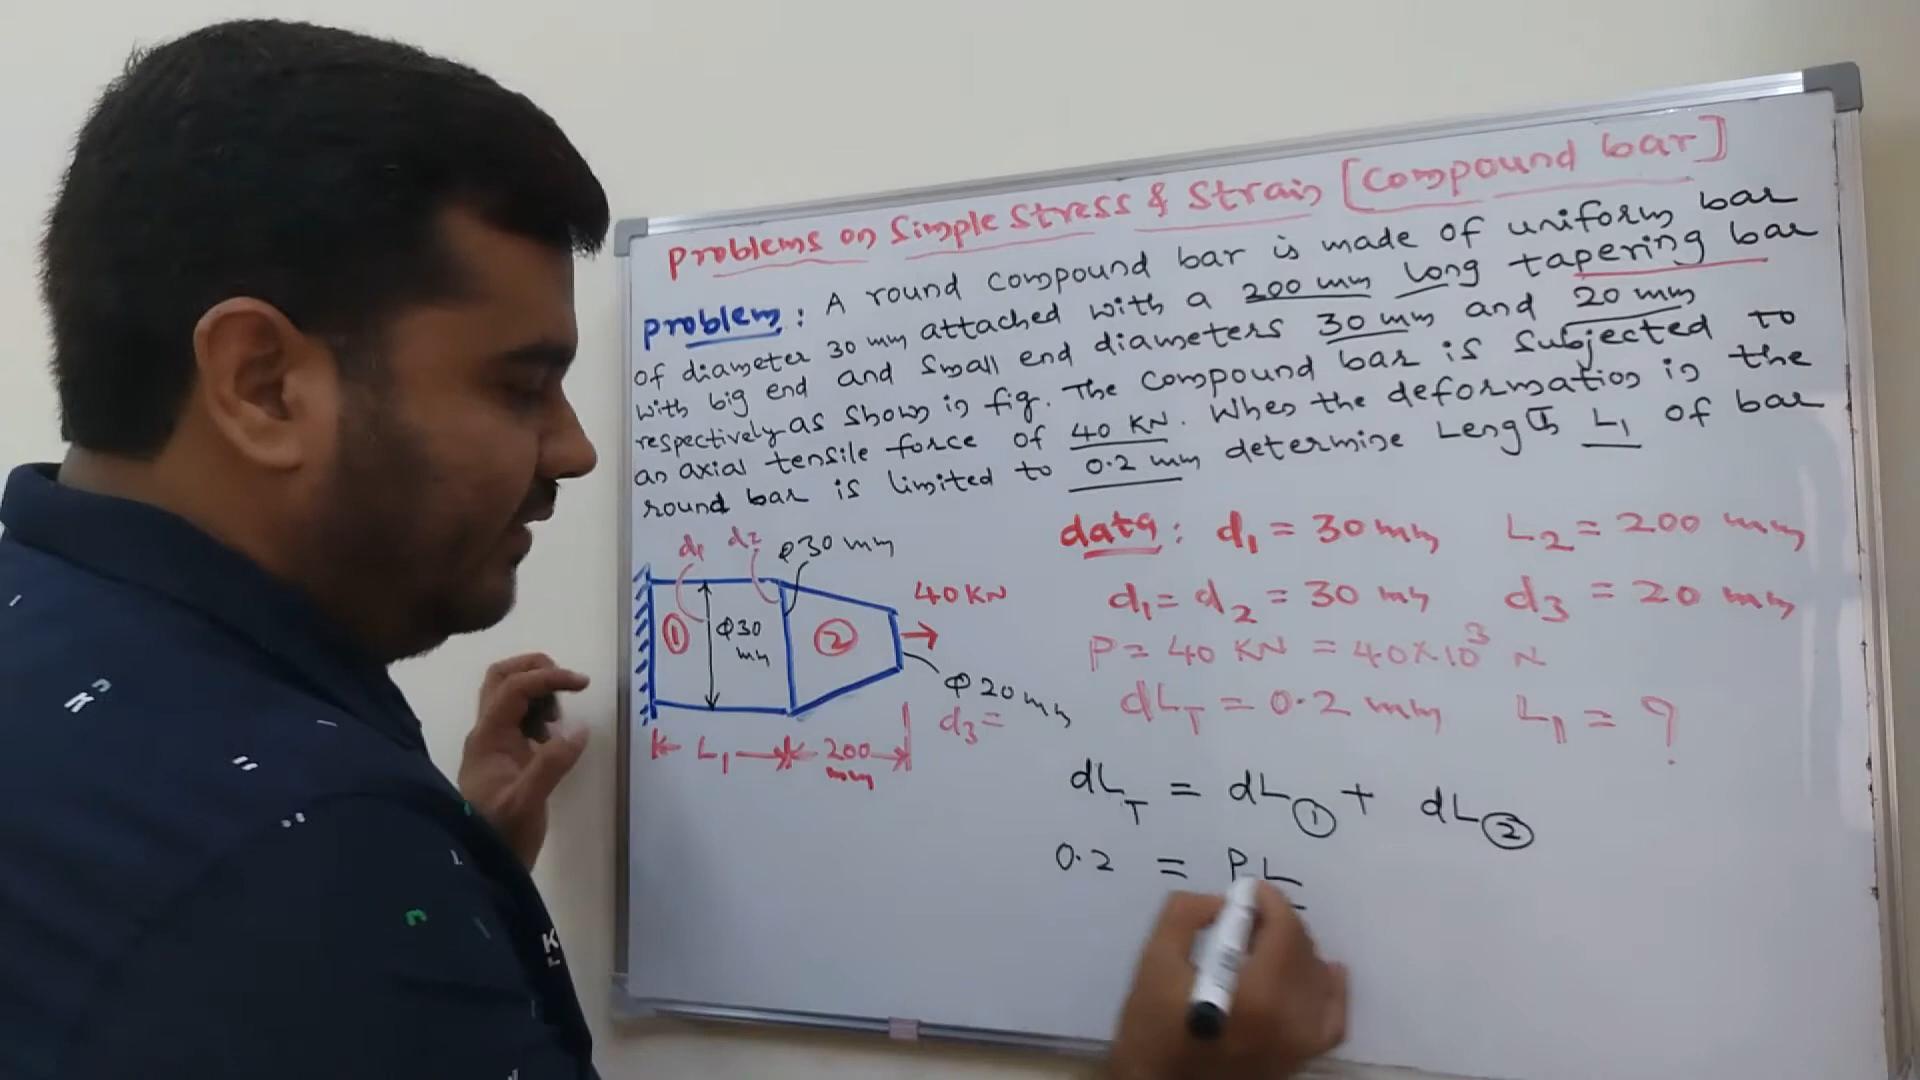 Problems on Simple Stress & Strain [Compound bar]
Problem: A round compound bar is made of uniform bar
of diameter 30 mm attached with a 200 mm long tapering bar
with big end and small end diameters 30 mm and 20 mm
respectively as shown in fig. The compound bar is subjected to
an axial tensile force of 40 KN. When the deformation in the
round bar is limited to 0.2 mm determine Length L1 of bar
d1 d2 φ30 mm
40 KN
① φ30 mm ②
φ20 mm
d3=
L1 200 mm
data: d1 = 30 mm L2 = 200 mm
d1 = d2 = 30 mm d3 = 20 mm
P = 40 KN = 40×10³ N
dLT = 0.2 mm L1 = ?
dLT = dL① + dL②
0.2 = PL